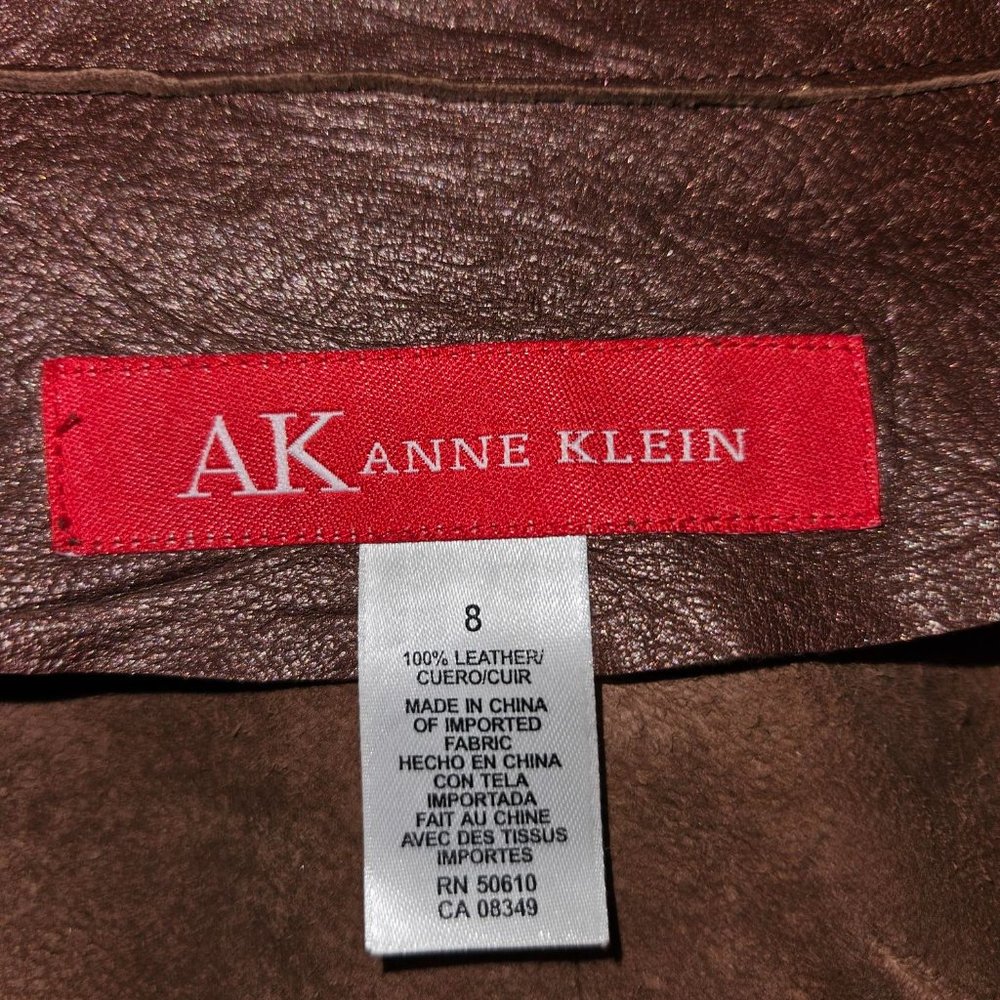 AK ANNE KLEIN
8
100% LEATHER/
CUERO/CUIR
MADE IN CHINA
OF IMPORTED
FABRIC
HECHO EN CHINA
CON TELA
IMPORTADA
FAIT AU CHINE
AVEC DES TISSUS
IMPORTES
RN 50610
CA 08349